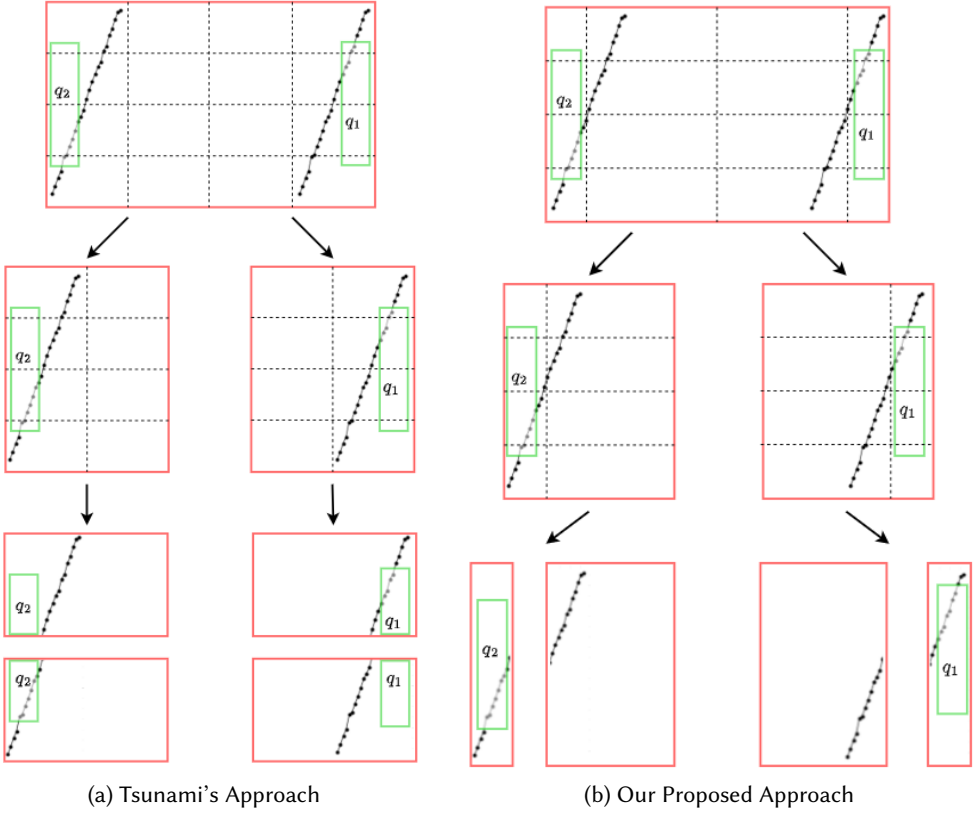 q₂
q₁
q₂
q₁
q₂
q₁
q₂
q₁
q₂
q₁
q₂
q₁
q₂
q₁
(a) Tsunami's Approach
(b) Our Proposed Approach